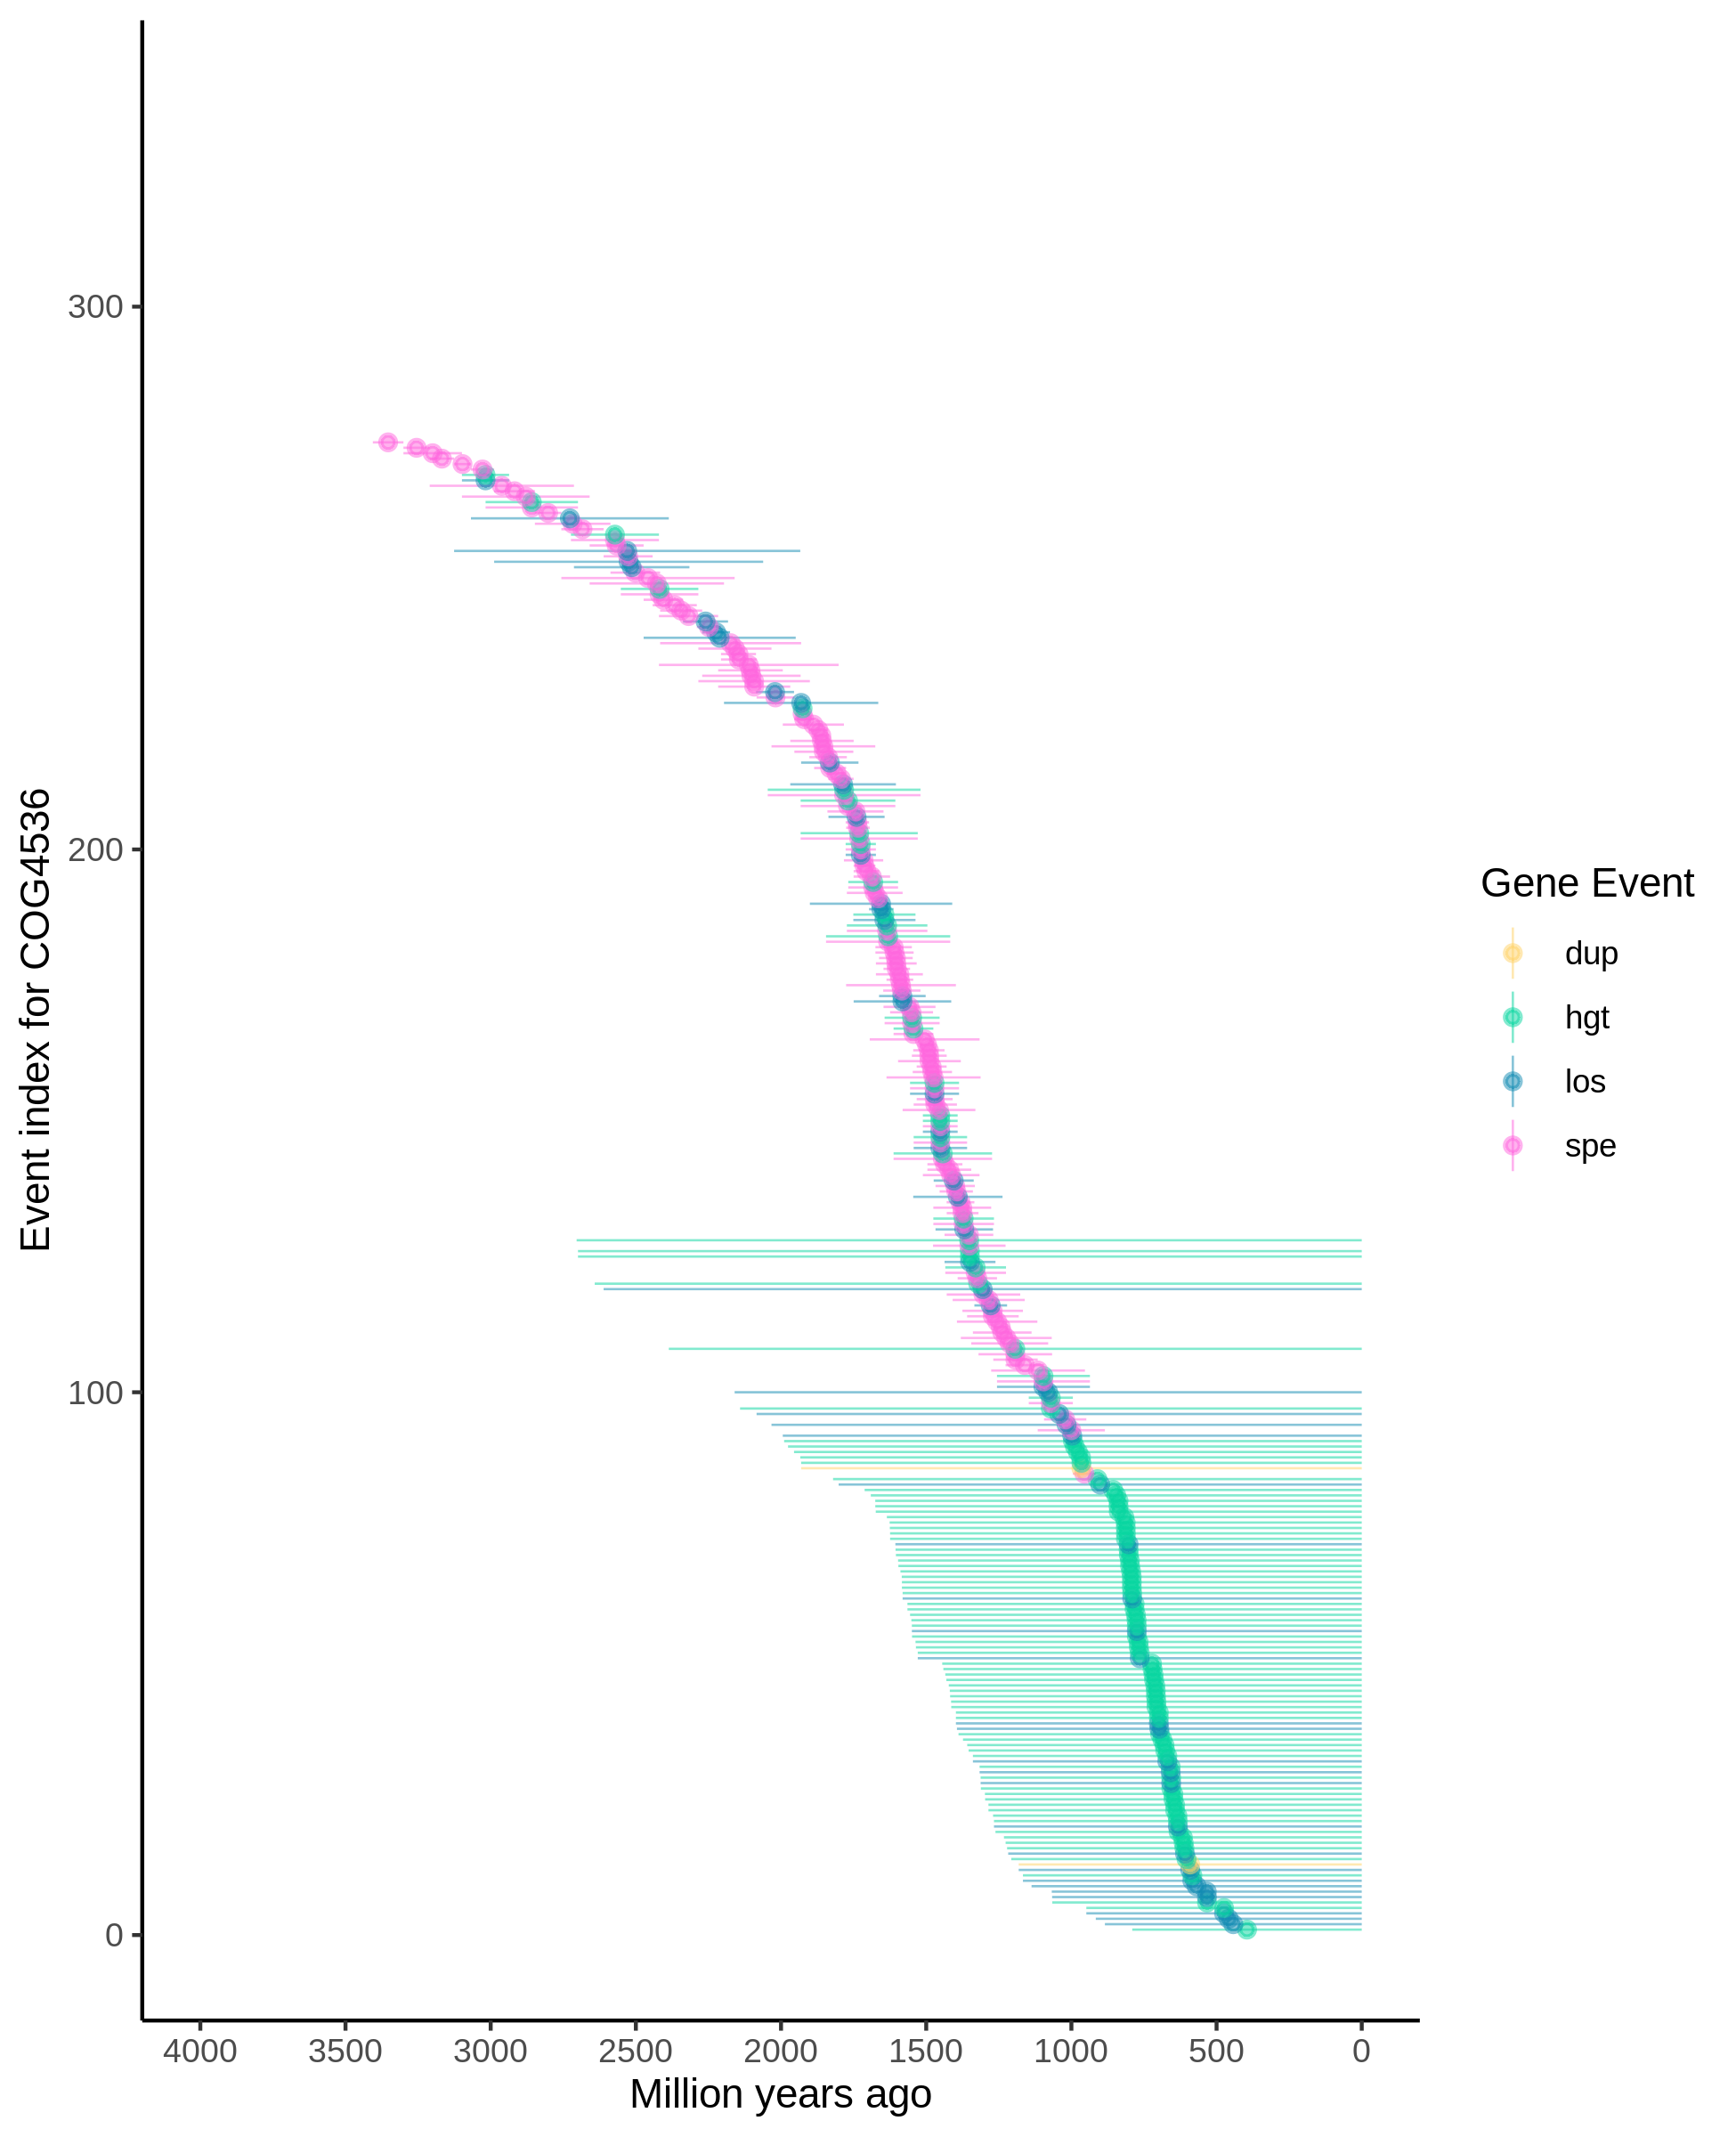 300
200
100
0
Event index for COG4536
4000 3500 3000 2500 2000 1500 1000 500 0
Million years ago
Gene Event
dup
hgt
los
spe